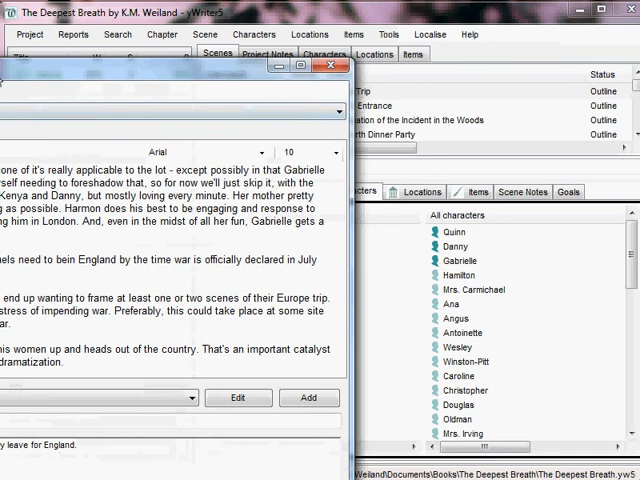 The Deepest Breath by K.M. Weiland - yWriter5
Project Reports Search Chapter Scene Characters Locations Items Tools Localise Help
Scenes Project Notes Characters Locations Items
Status
Trip Outline
Entrance Outline
ation of the Incident in the Woods Outline
rth Dinner Party Outline
Arial 10
one of it's really applicable to the lot - except possibly in that Gabrielle
yself needing to foreshadow that, so for now we'll just skip it, with the
Kenya and Danny, but mostly loving every minute. Her mother pretty
g as possible. Harmon does his best to be engaging and response to
ng him in London. And, even in the midst of all her fun, Gabrielle gets a
els need to bein England by the time war is officially declared in July
end up wanting to frame at least one or two scenes of their Europe trip.
stress of impending war. Preferably, this could take place at some site
ar.
his women up and heads out of the country. That's an important catalyst
dramatization.
Edit Add
y leave for England.
acters Locations Items Scene Notes Goals
All characters
Quinn
Danny
Gabrielle
Hamilton
Mrs. Carmichael
Ana
Angus
Antoinette
Wesley
Winston-Pitt
Caroline
Christopher
Douglas
Oldman
Mrs. Irving
Weiland\Documents\Books\The Deepest Breath\The Deepest Breath.yw5